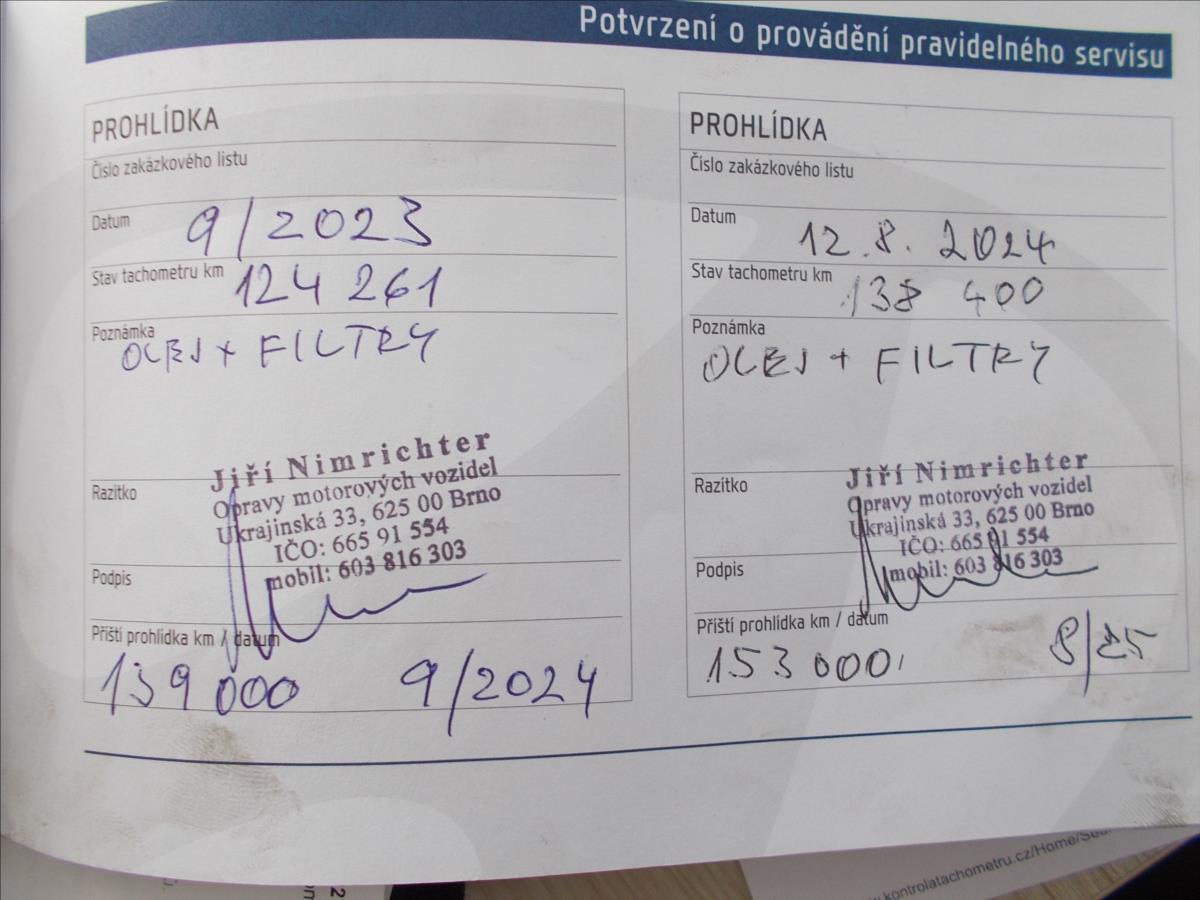 Potvrzení o provádění pravidelného servisu
PROHLÍDKA
Číslo zakázkového listu
Datum 9/2023
Stav tachometru km 124 261
Poznámka
OLEJ + FILTRY
Jiří Nimrichter
Opravy motorových vozidel
Razítko
Ukrajinská 33, 625 00 Brno
IČO: 665 91 554
mobil: 603 816 303
Podpis
Příští prohlídka km / datum
139 000 9/2024
PROHLÍDKA
Číslo zakázkového listu
Datum 12.8.2024
Stav tachometru km 138 400
Poznámka
OLEJ + FILTRY
Jiří Nimrichter
Razítko
Opravy motorových vozidel
Ukrajinská 33, 625 00 Brno
IČO: 665 91 554
mobil: 603 816 303
Podpis
Příští prohlídka km / datum
153 000 8/25
.kontrolatachometru.cz/Home/